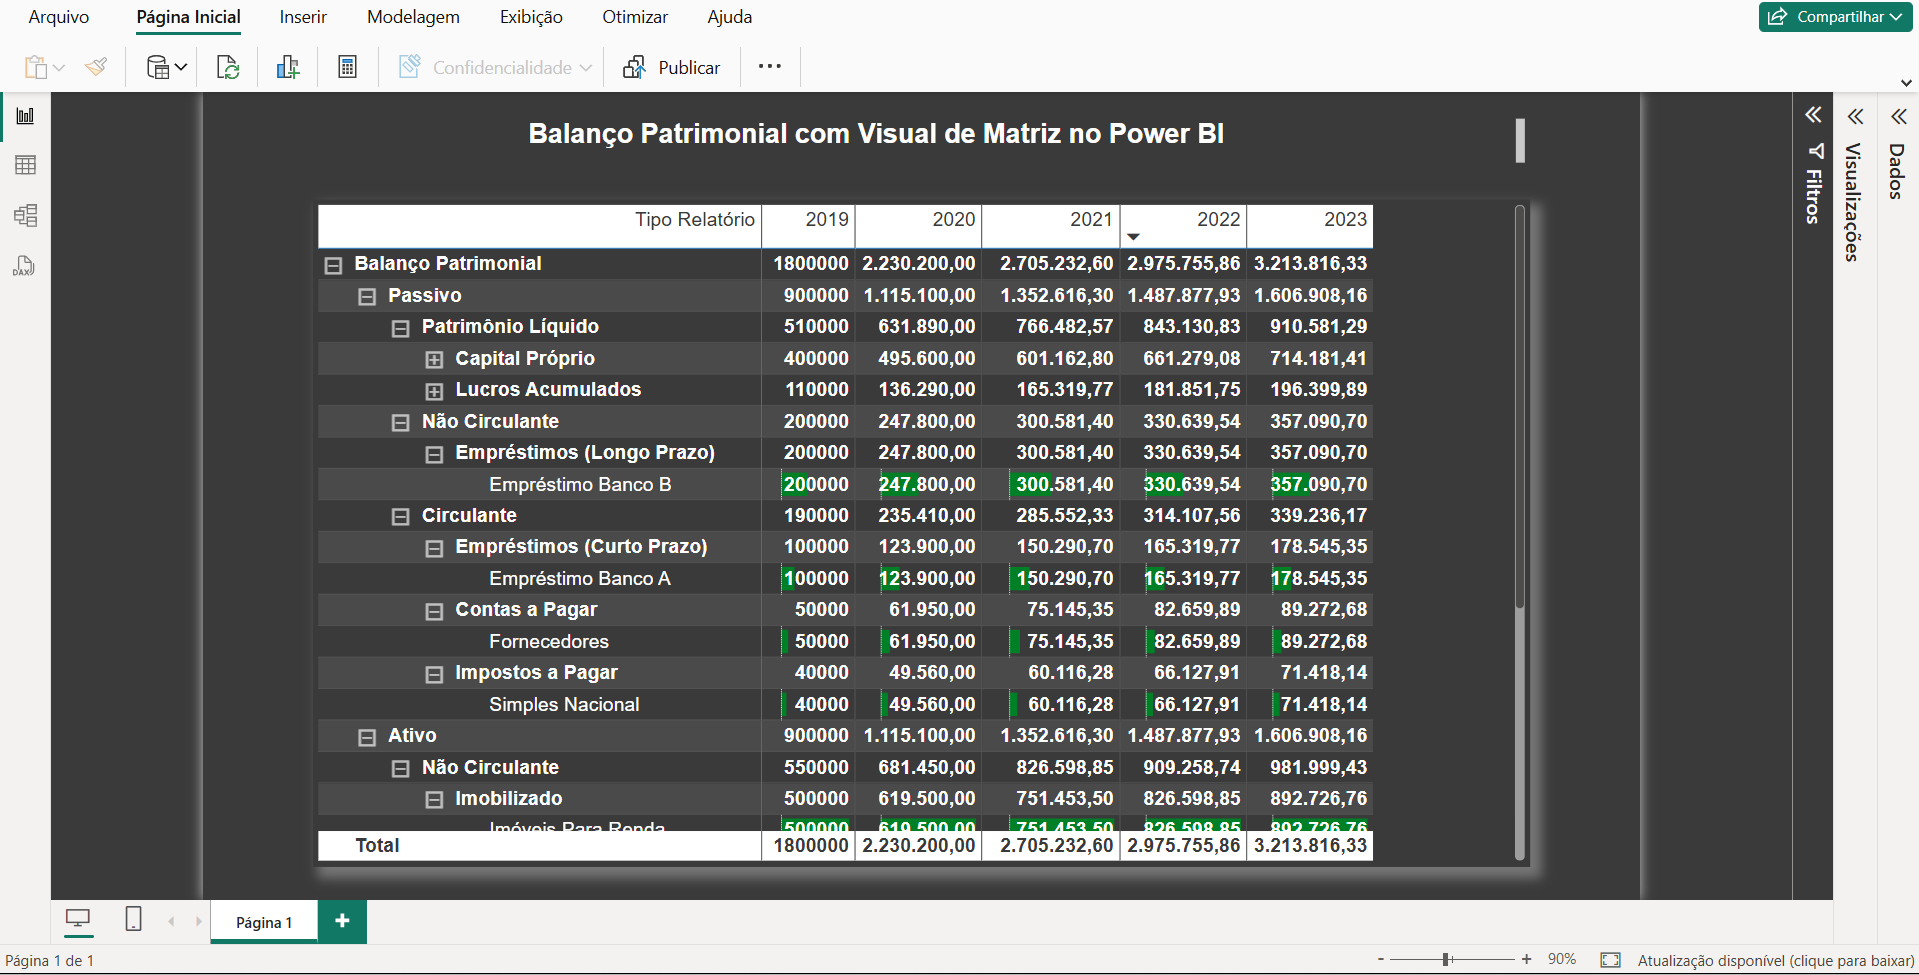 Arquivo Página Inicial Inserir Modelagem Exibição Otimizar Ajuda Compartilhar
Confidencialidade Publicar ...
Balanço Patrimonial com Visual de Matriz no Power BI
Tipo Relatório 2019 2020 2021 2022 2023
Balanço Patrimonial 1800000 2.230.200,00 2.705.232,60 2.975.755,86 3.213.816,33
Passivo 900000 1.115.100,00 1.352.616,30 1.487.877,93 1.606.908,16
Patrimônio Líquido 510000 631.890,00 766.482,57 843.130,83 910.581,29
Capital Próprio 400000 495.600,00 601.162,80 661.279,08 714.181,41
Lucros Acumulados 110000 136.290,00 165.319,77 181.851,75 196.399,89
Não Circulante 200000 247.800,00 300.581,40 330.639,54 357.090,70
Empréstimos (Longo Prazo) 200000 247.800,00 300.581,40 330.639,54 357.090,70
Empréstimo Banco B 200000 247.800,00 300.581,40 330.639,54 357.090,70
Circulante 190000 235.410,00 285.552,33 314.107,56 339.236,17
Empréstimos (Curto Prazo) 100000 123.900,00 150.290,70 165.319,77 178.545,35
Empréstimo Banco A 100000 123.900,00 150.290,70 165.319,77 178.545,35
Contas a Pagar 50000 61.950,00 75.145,35 82.659,89 89.272,68
Fornecedores 50000 61.950,00 75.145,35 82.659,89 89.272,68
Impostos a Pagar 40000 49.560,00 60.116,28 66.127,91 71.418,14
Simples Nacional 40000 49.560,00 60.116,28 66.127,91 71.418,14
Ativo 900000 1.115.100,00 1.352.616,30 1.487.877,93 1.606.908,16
Não Circulante 550000 681.450,00 826.598,85 909.258,74 981.999,43
Imobilizado 500000 619.500,00 751.453,50 826.598,85 892.726,76
Imóveis Para Renda 500000 619.500,00 751.453,50 826.598,85 892.726,76
Total 1800000 2.230.200,00 2.705.232,60 2.975.755,86 3.213.816,33
Filtros
Visualizações
Dados
DAX
Página 1 +
Página 1 de 1
- + 90% Atualização disponível (clique para baixar)